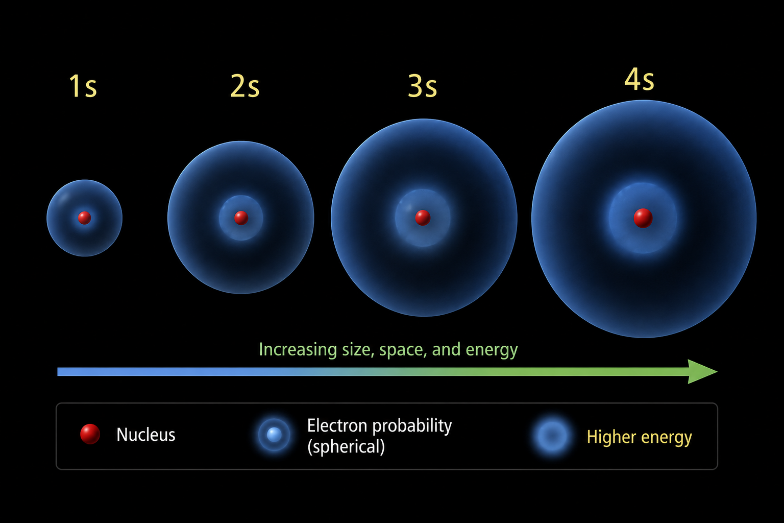 1s
2s
3s
4s
Increasing size, space, and energy
Nucleus
Electron probability
(spherical)
Higher energy